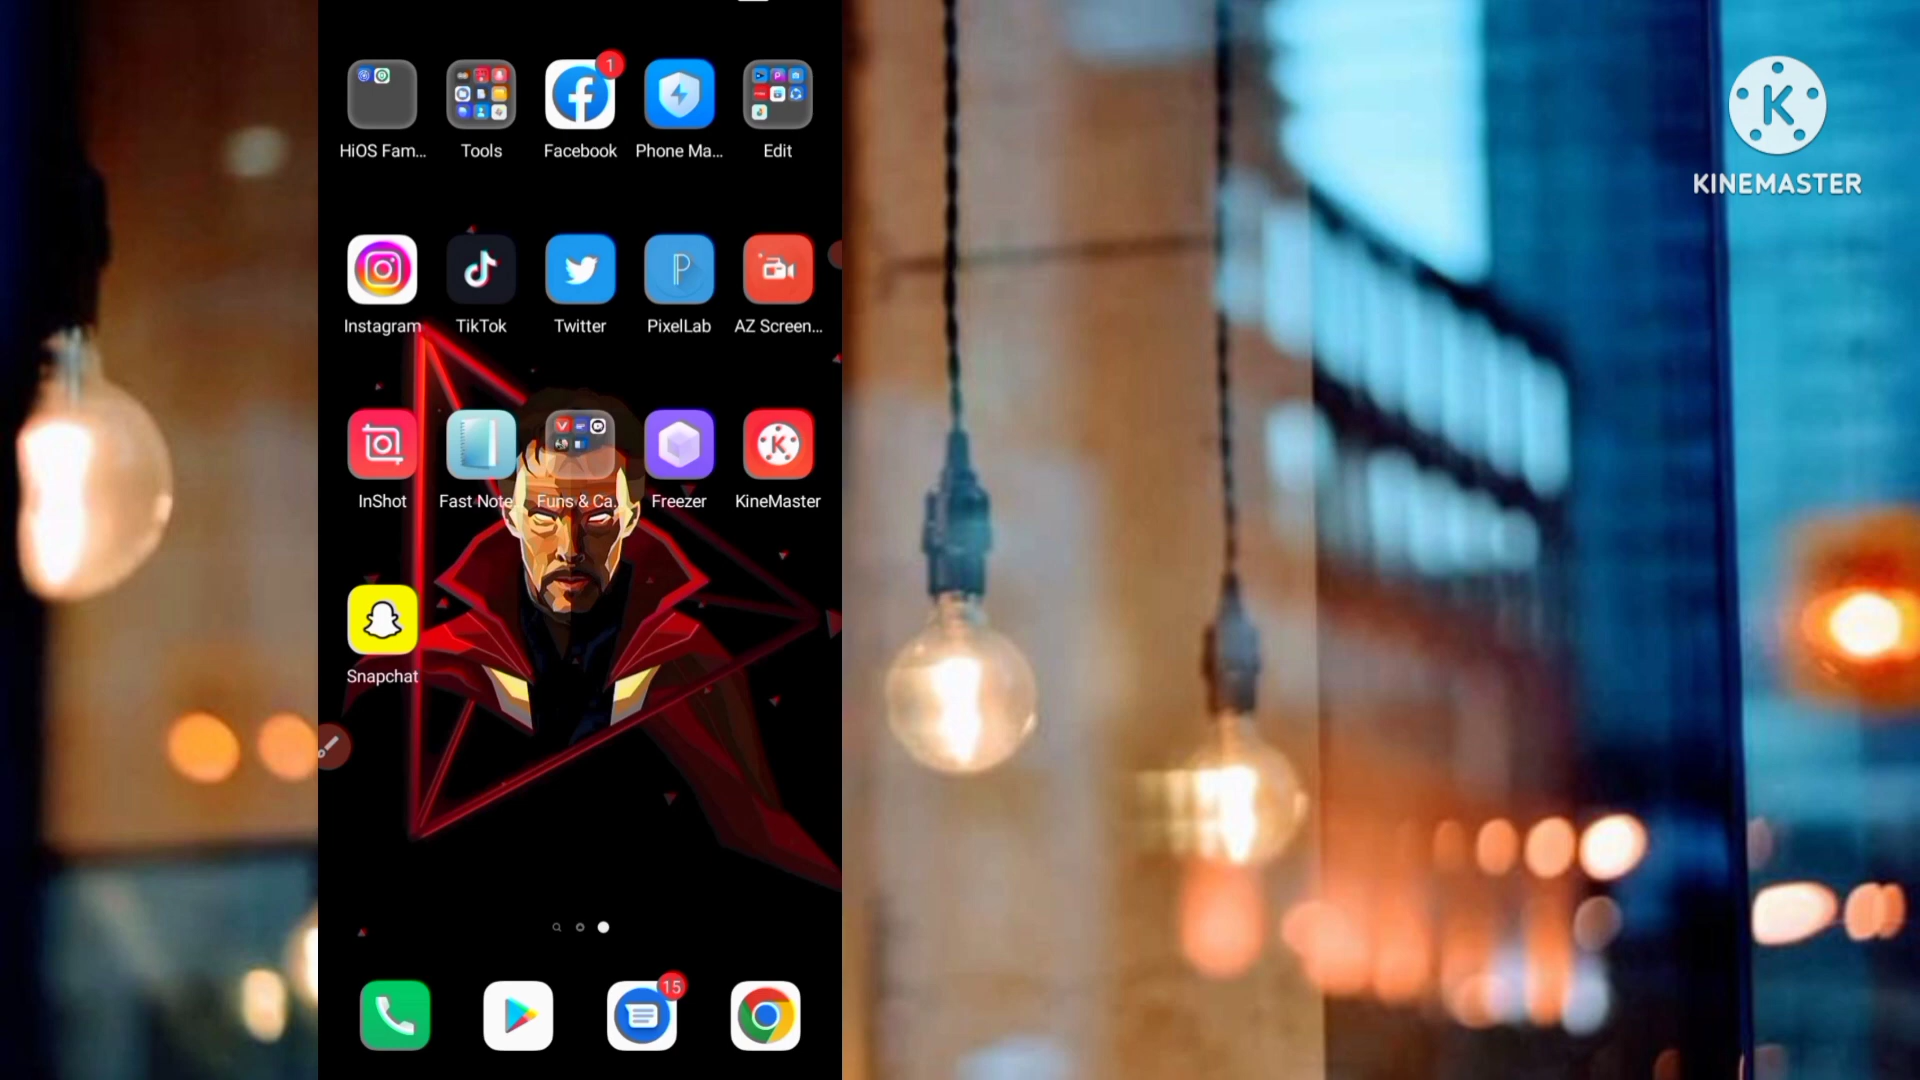 KINEMASTER
1
HiOS Fam...
Tools
Facebook
Phone Ma...
Edit
Instagram
TikTok
Twitter
PixelLab
AZ Screen...
InShot
Fast Note
Funs & Ca.
Freezer
KineMaster
Snapchat
15